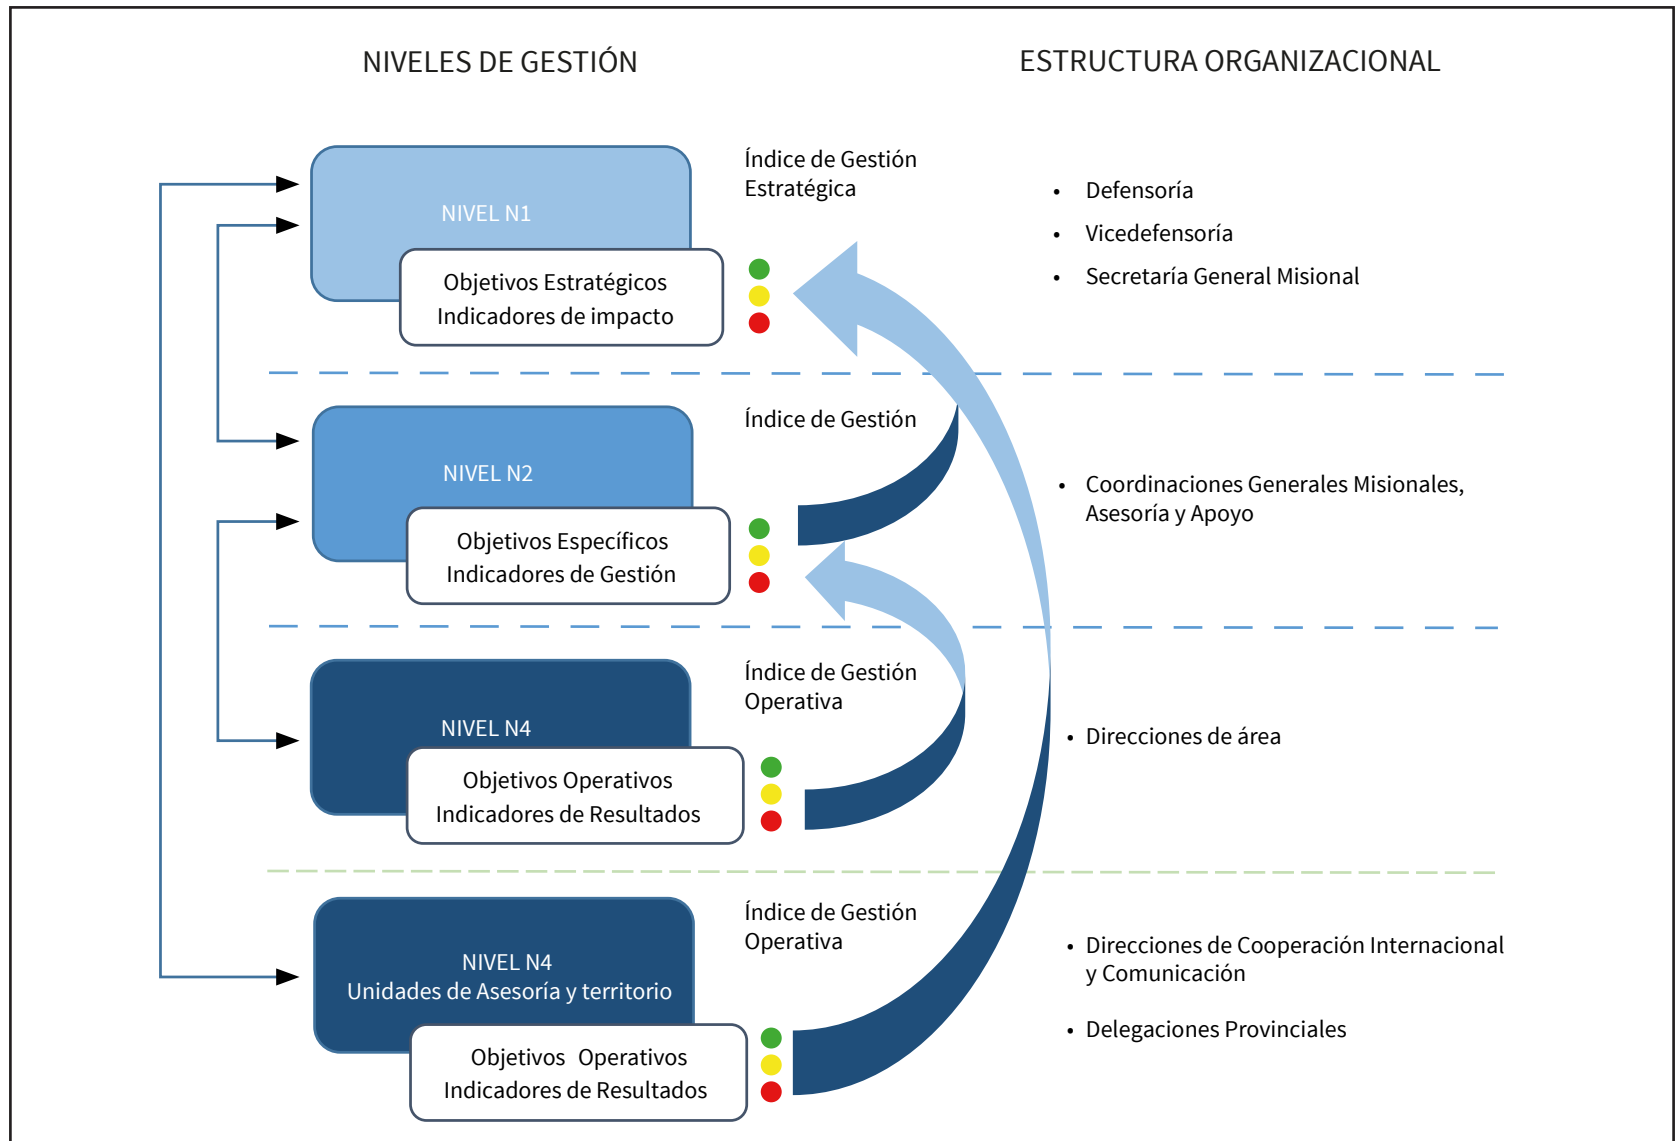 NIVELES DE GESTIÓN
ESTRUCTURA ORGANIZACIONAL
NIVEL N1
Objetivos Estratégicos
Indicadores de impacto
Índice de Gestión
Estratégica
• Defensoría
• Vicedefensoría
• Secretaría General Misional
NIVEL N2
Objetivos Específicos
Indicadores de Gestión
Índice de Gestión
• Coordinaciones Generales Misionales,
Asesoría y Apoyo
NIVEL N4
Objetivos Operativos
Indicadores de Resultados
Índice de Gestión
Operativa
• Direcciones de área
NIVEL N4
Unidades de Asesoría y territorio
Objetivos Operativos
Indicadores de Resultados
Índice de Gestión
Operativa
• Direcciones de Cooperación Internacional
y Comunicación
• Delegaciones Provinciales